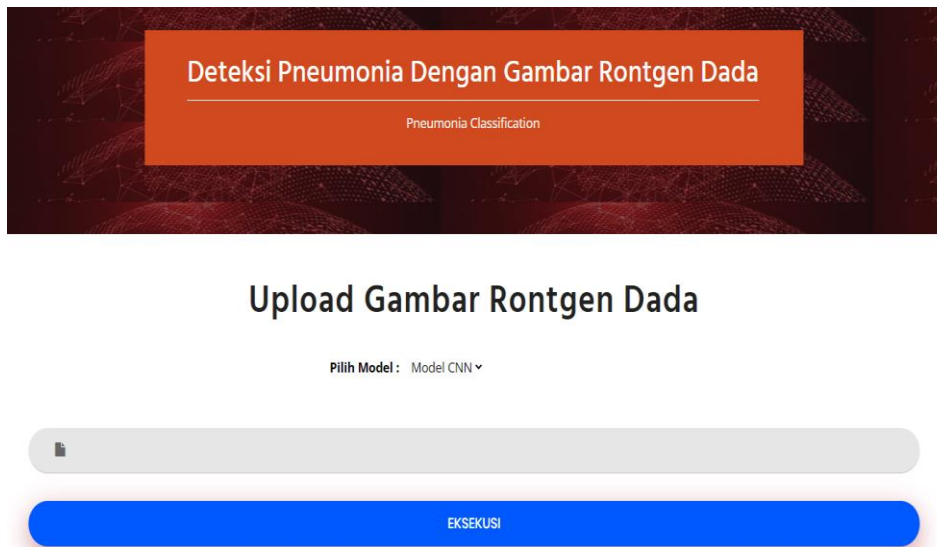 Deteksi Pneumonia Dengan Gambar Rontgen Dada
Pneumonia Classification
Upload Gambar Rontgen Dada
Pilih Model : Model CNN
EKSEKUSI